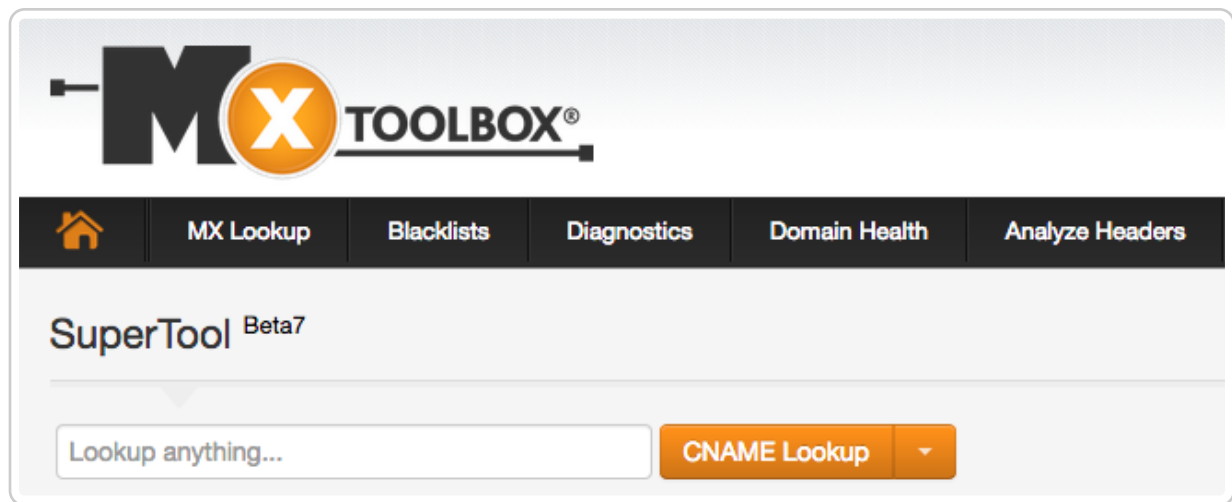 MX TOOLBOX®
MX Lookup Blacklists Diagnostics Domain Health Analyze Headers
SuperTool Beta7
Lookup anything... CNAME Lookup